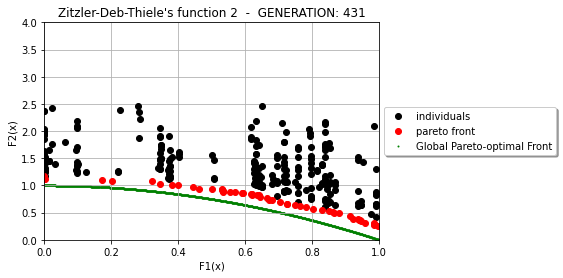 Zitzler-Deb-Thiele's function 2  -  GENERATION: 431
4.0
3.5
3.0
2.5
2.0
1.5
1.0
0.5
0.0
F2(x)
0.0 0.2 0.4 0.6 0.8 1.0
F1(x)
individuals
pareto front
Global Pareto-optimal Front